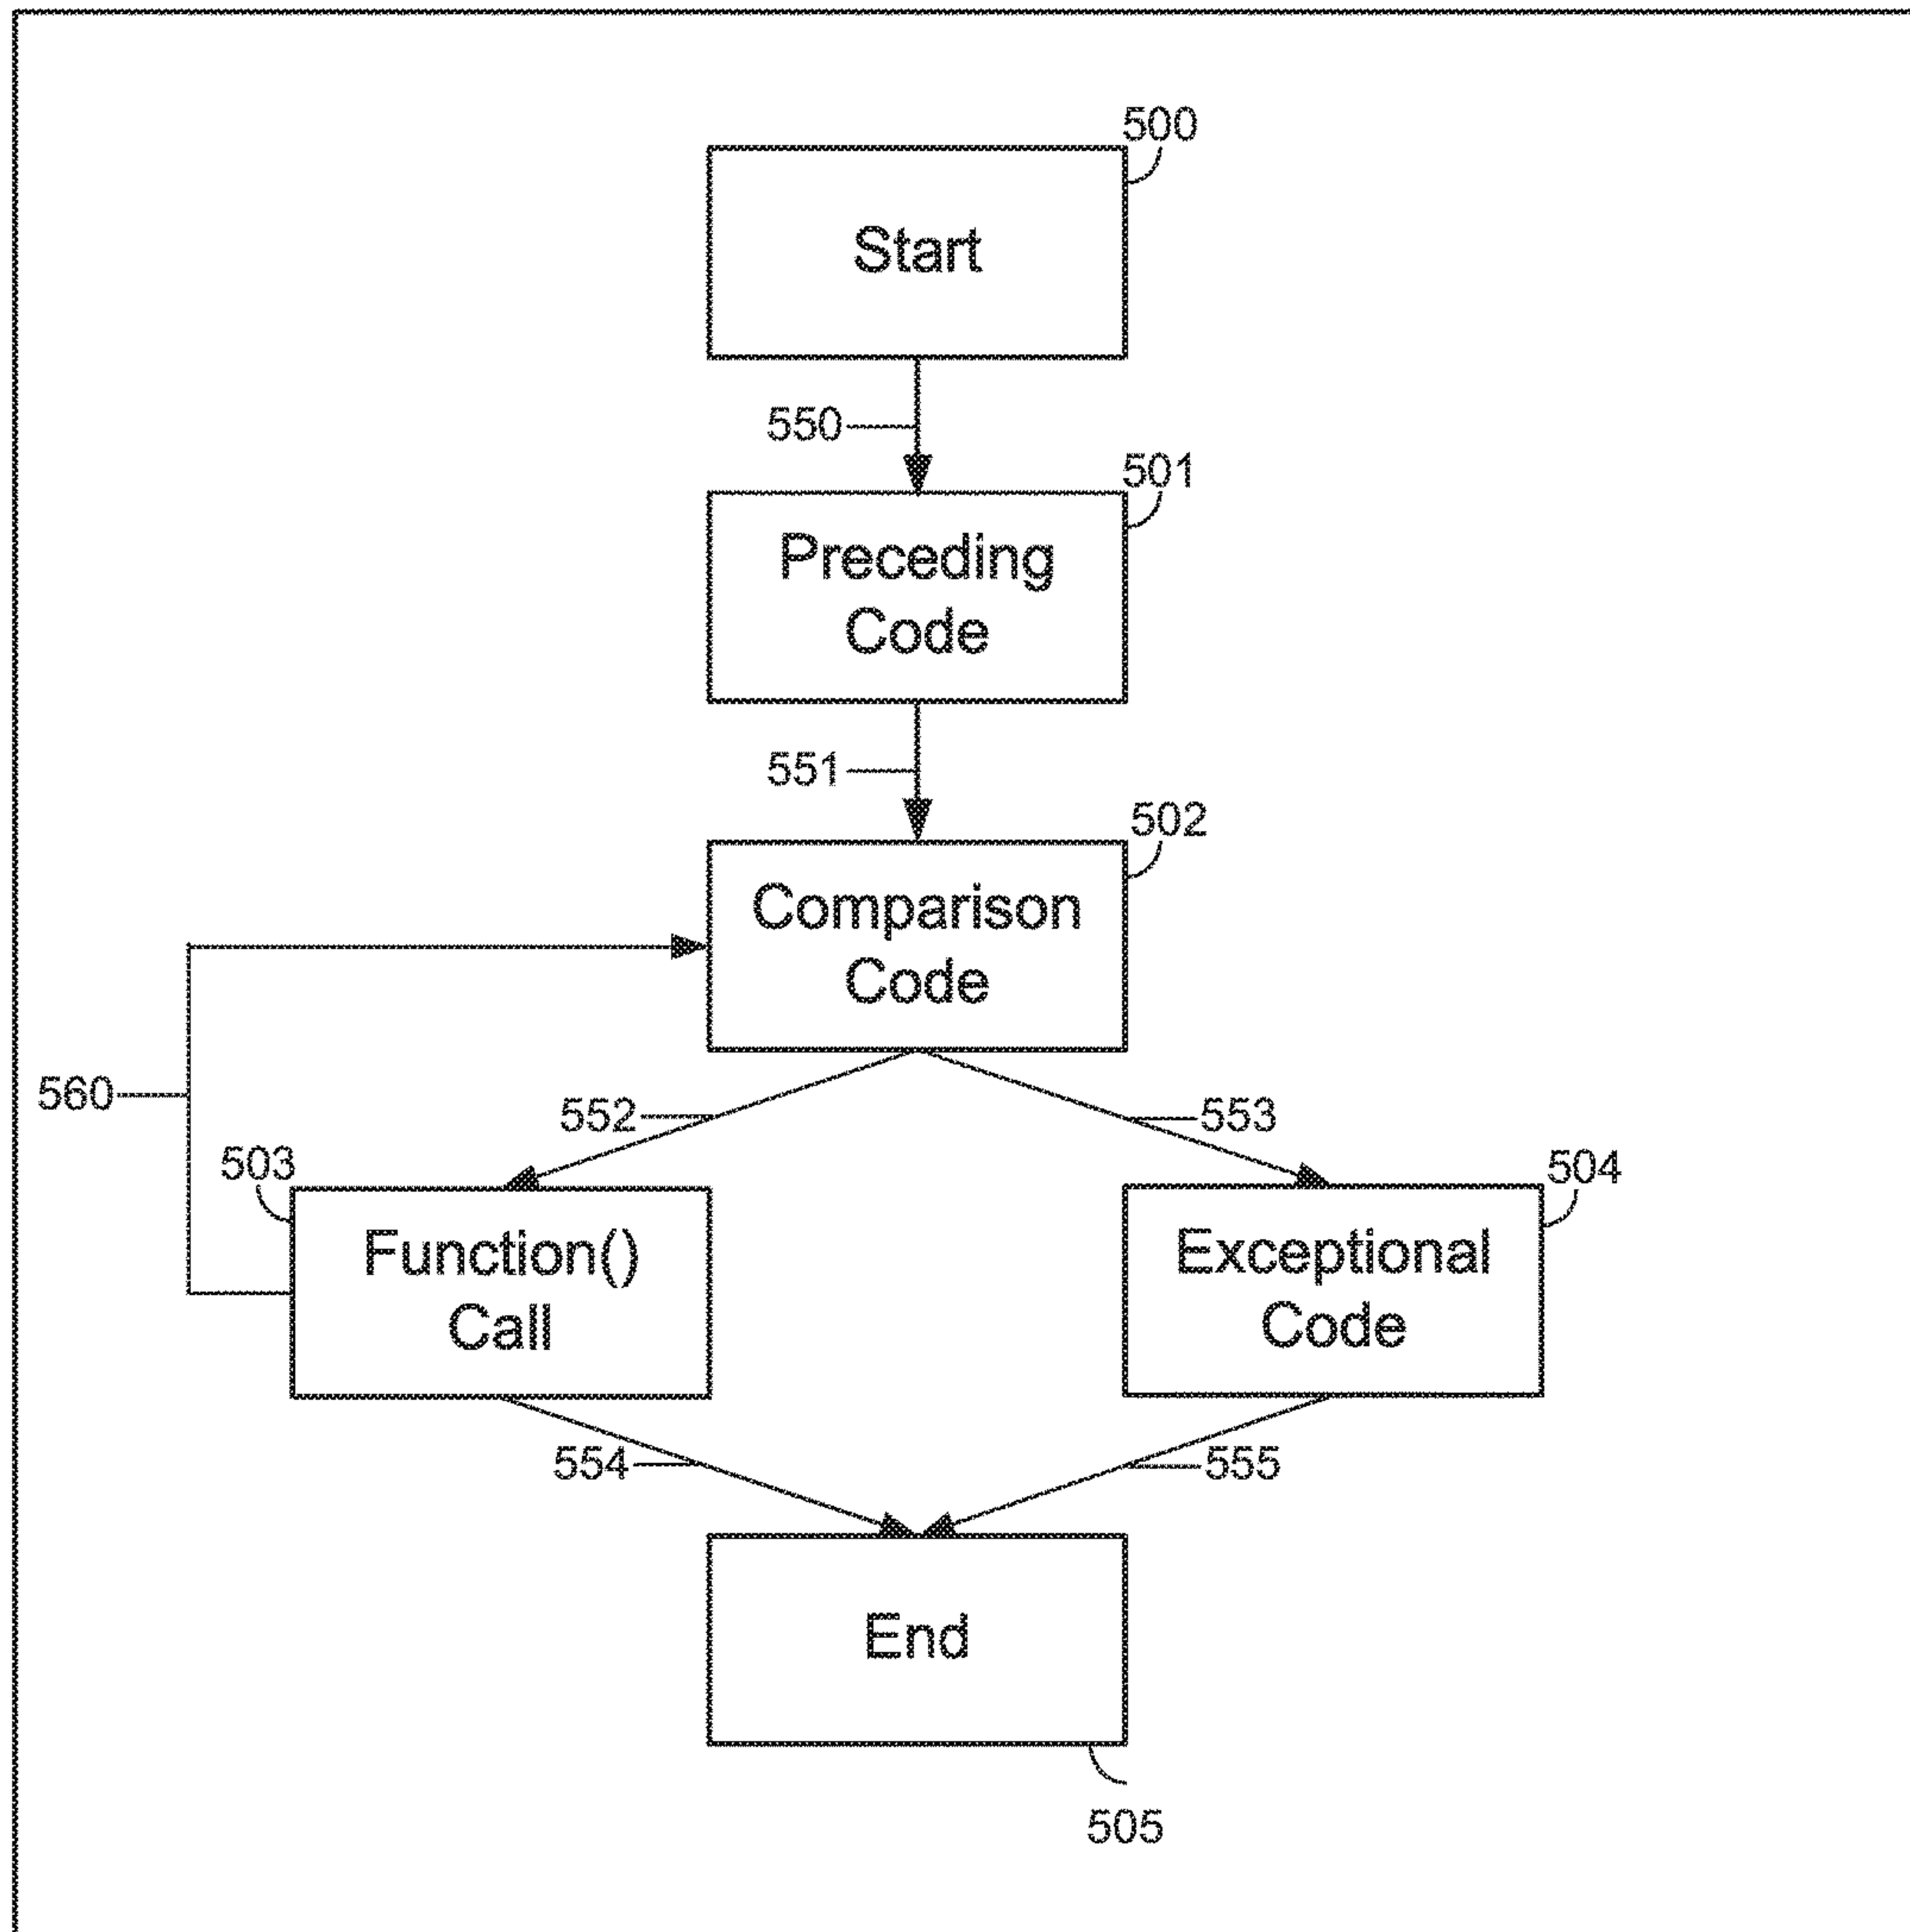 500
Start
550
501
Preceding
Code
551
502
Comparison
Code
560
552
553
503
504
Function()
Call
Exceptional
Code
554
555
End
505